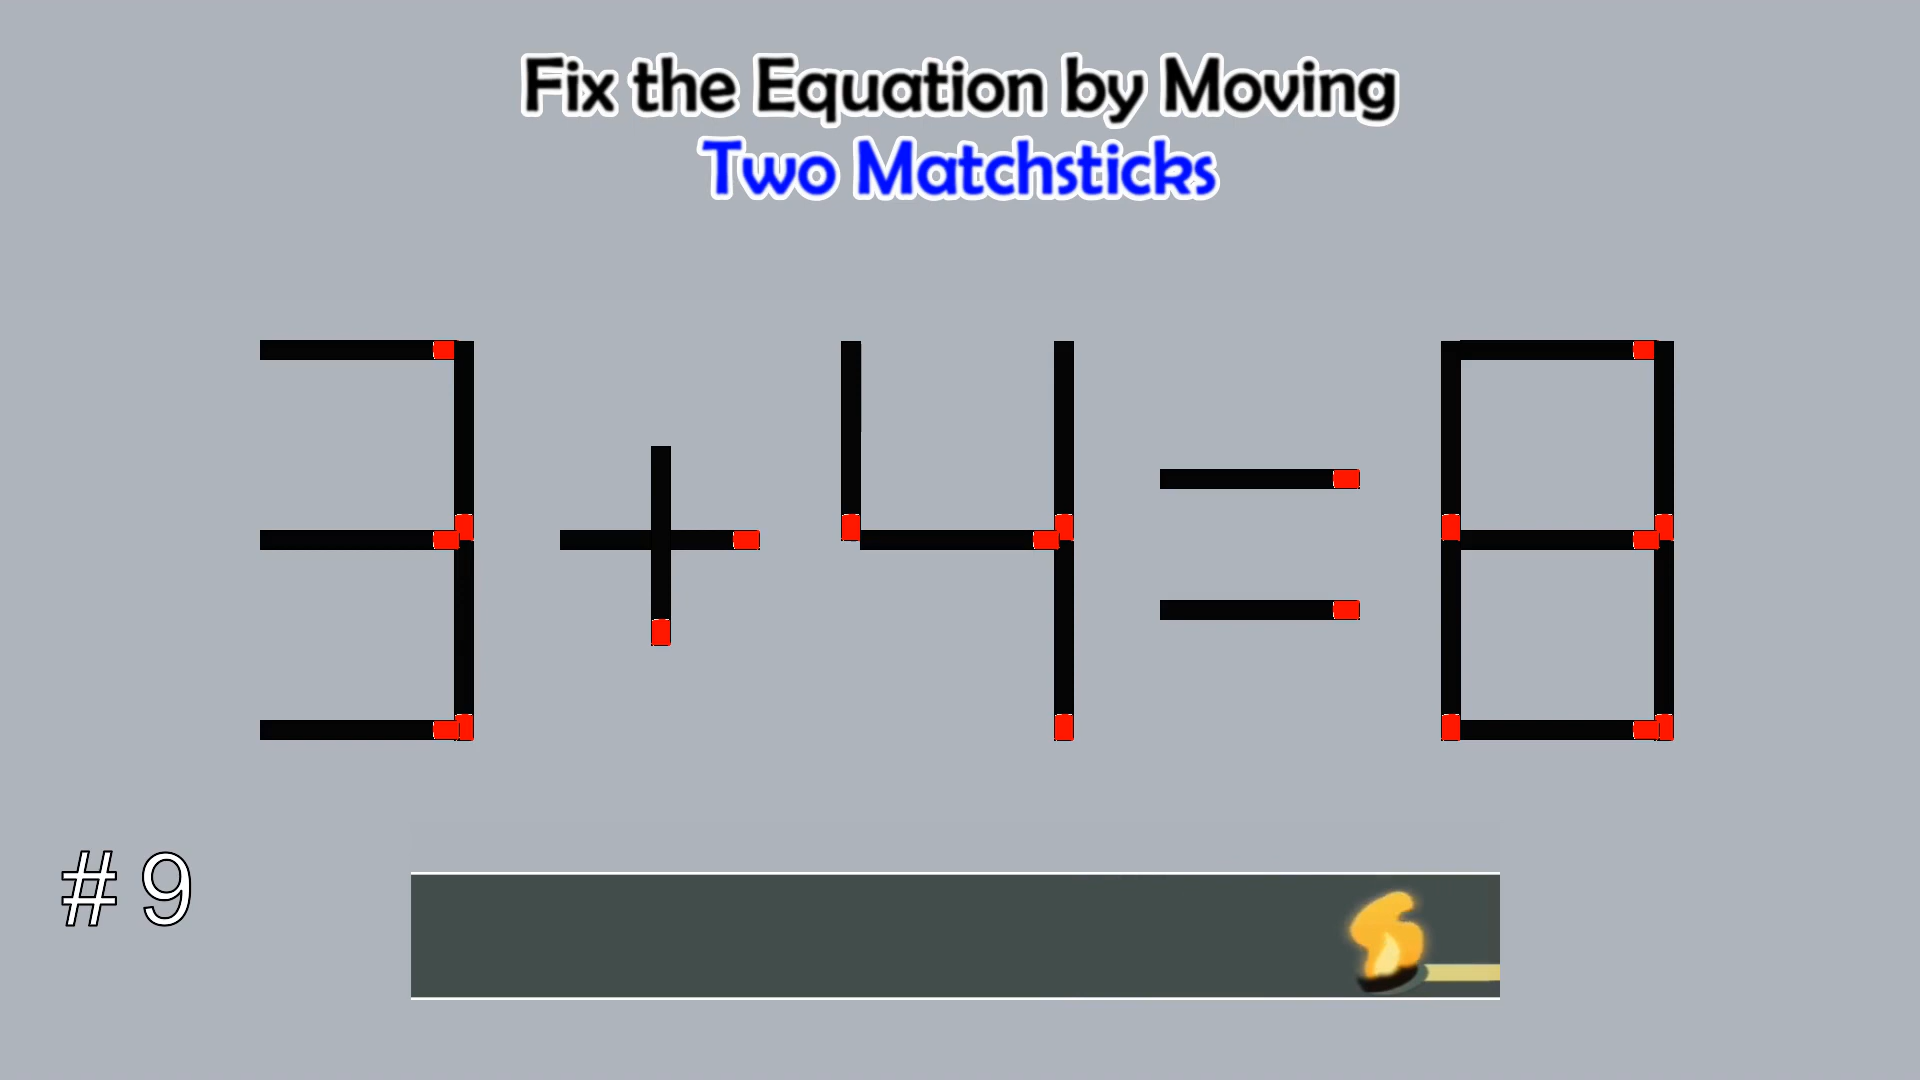 Fix the Equation by Moving
Two Matchsticks
3+4=8
#9